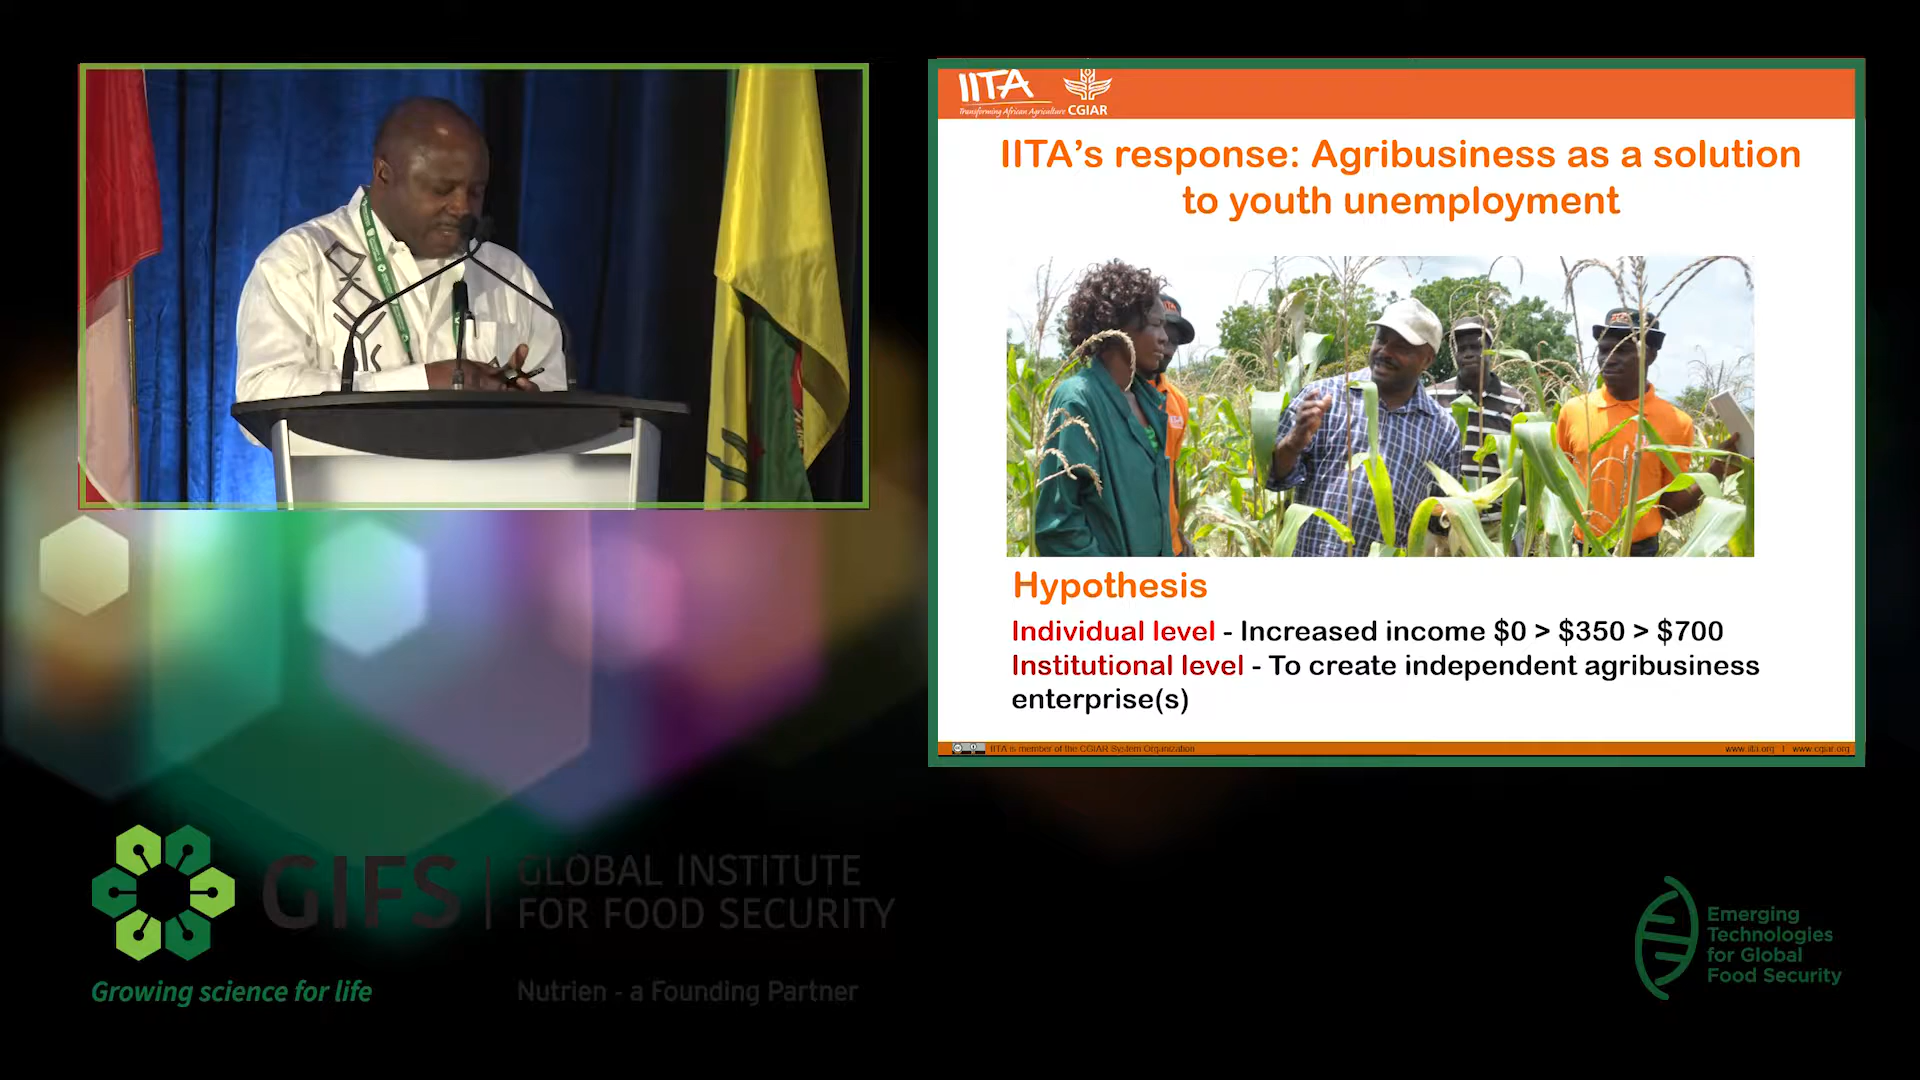 IITA
Transforming African Agriculture
CGIAR
IITA's response: Agribusiness as a solution
to youth unemployment
Hypothesis
Individual level - Increased income $0 > $350 > $700
Institutional level - To create independent agribusiness
enterprise(s)
IITA is member of the CGIAR System Organization
www.iita.org | www.cgiar.org
GIFS
GLOBAL INSTITUTE
FOR FOOD SECURITY
Growing science for life
Nutrien - a Founding Partner
Emerging
Technologies
for Global
Food Security